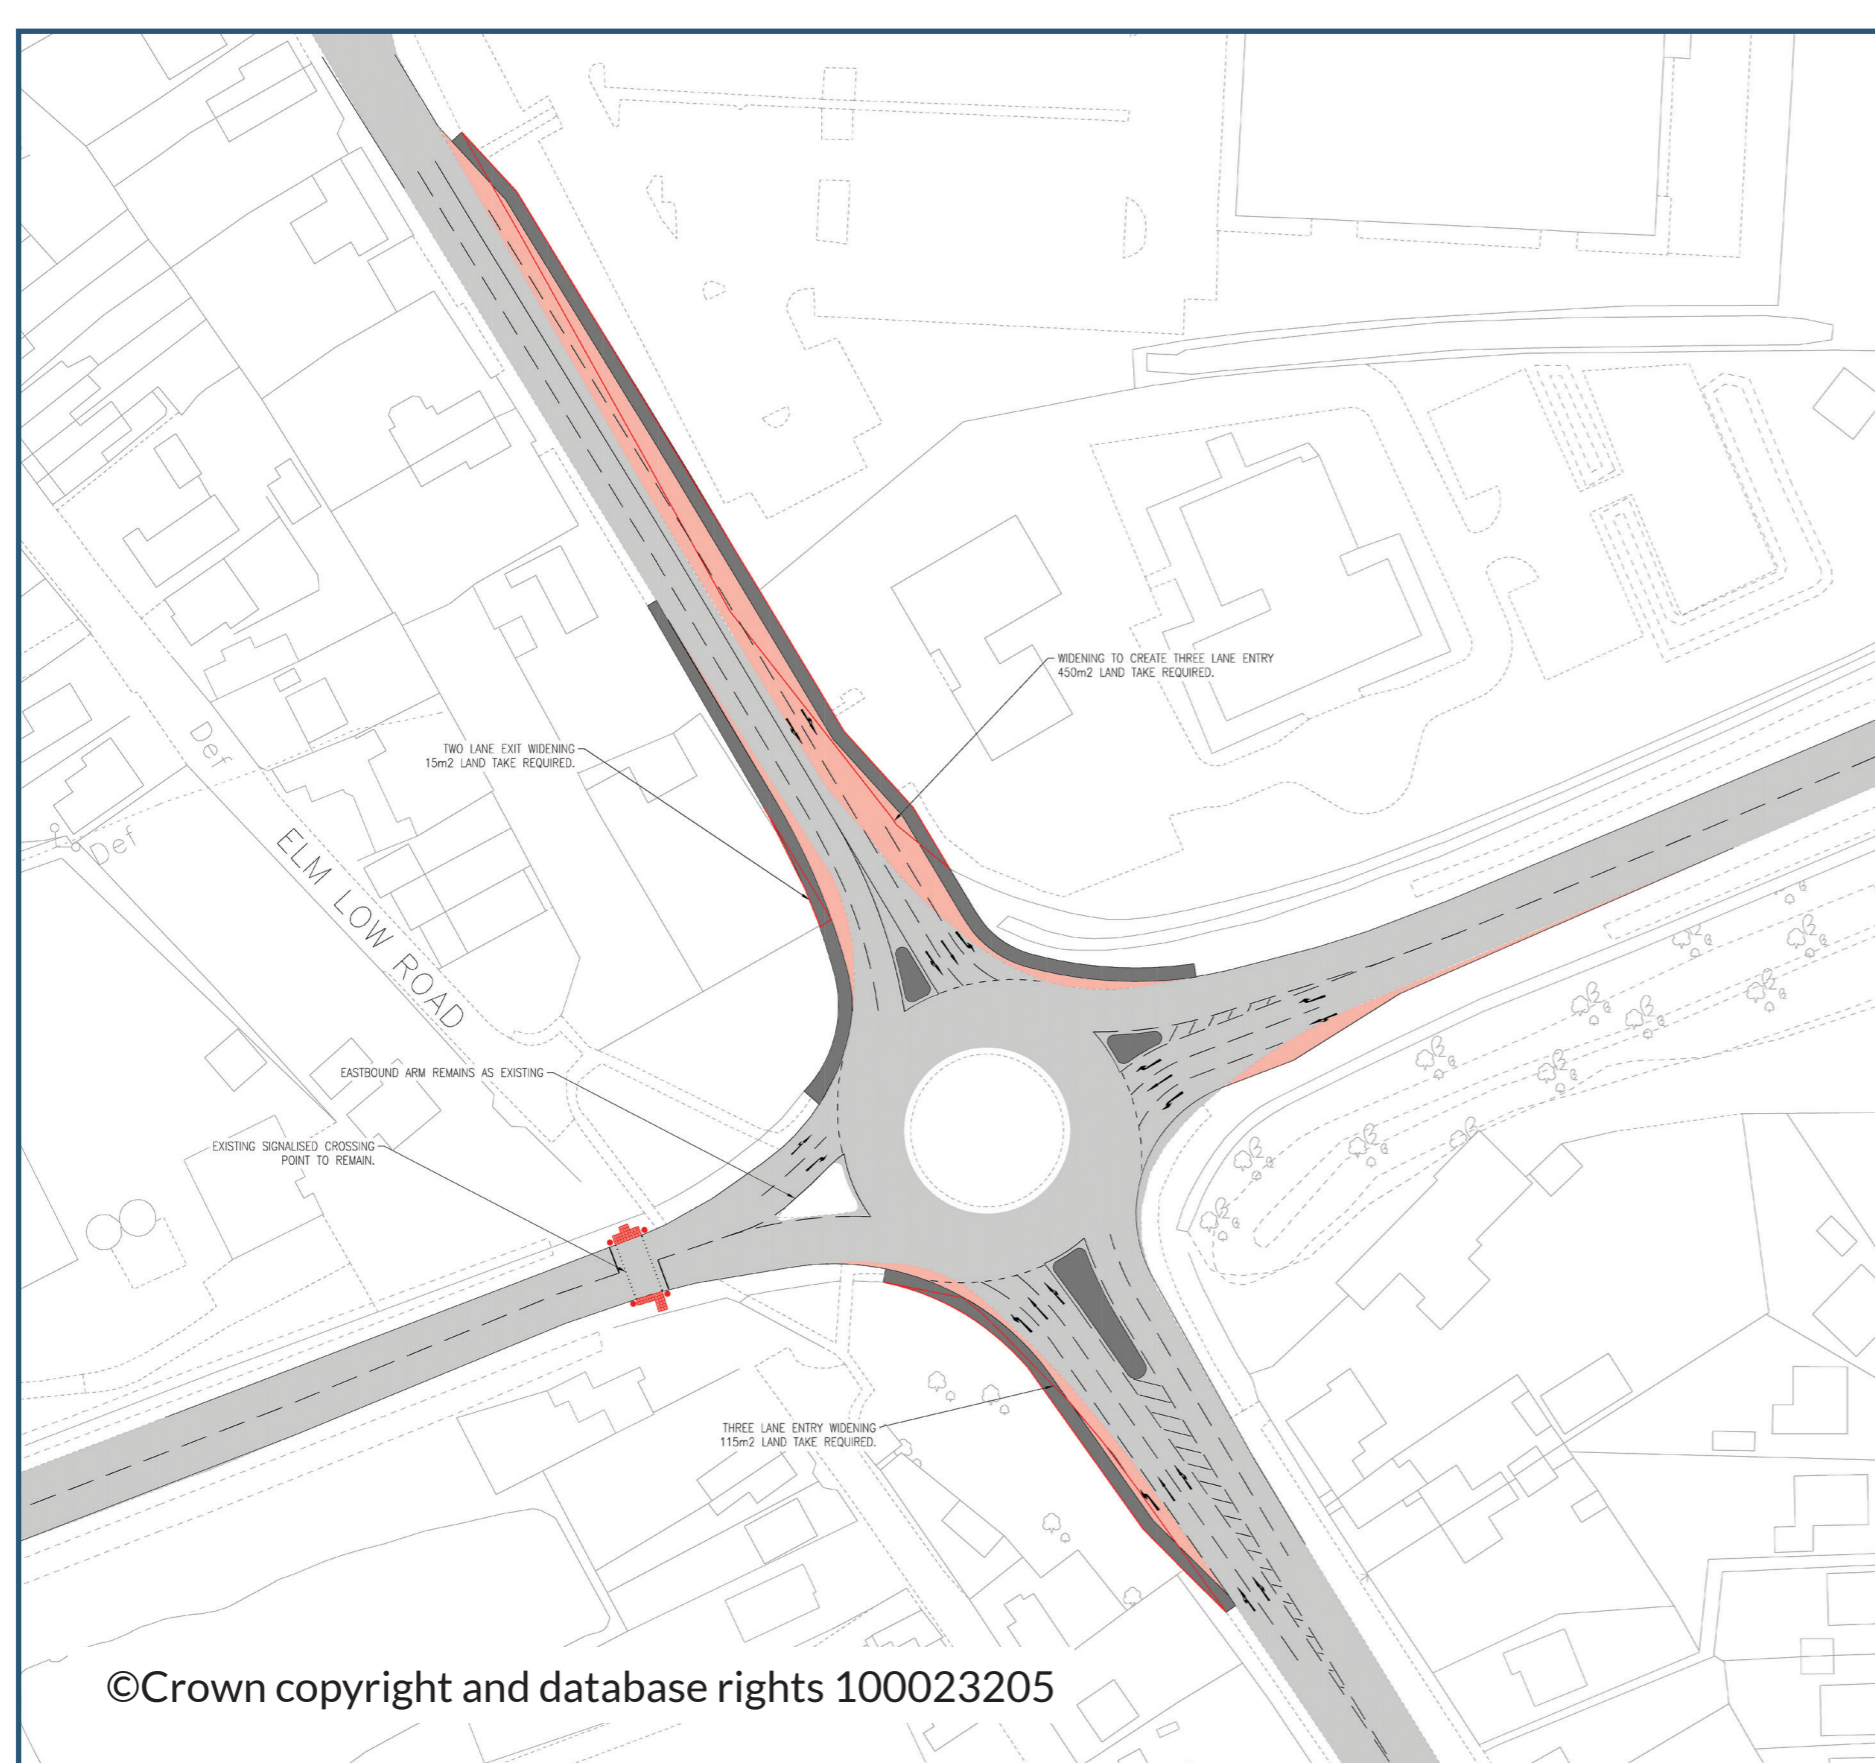 WIDENING TO CREATE THREE LANE ENTRY
450m2 LAND TAKE REQUIRED.
TWO LANE EXIT WIDENING
15m2 LAND TAKE REQUIRED.
Def
Def
ELM LOW ROAD
EASTBOUND ARM REMAINS AS EXISTING
EXISTING SIGNALISED CROSSING
POINT TO REMAIN.
THREE LANE ENTRY WIDENING
115m2 LAND TAKE REQUIRED.
©Crown copyright and database rights 100023205